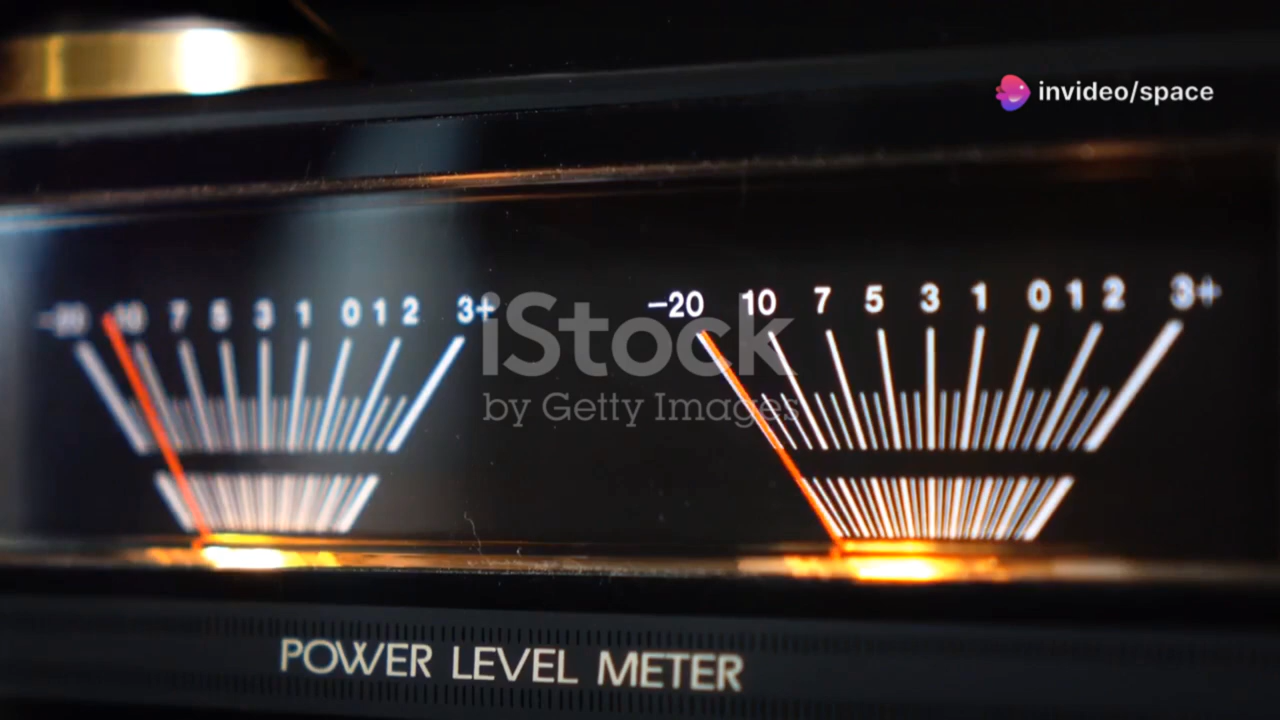 invideo/space
-20 10 7 5 3 1 0 1 2 3+
-20 10 7 5 3 1 0 1 2 3+
iStock
by Getty Images
POWER LEVEL METER